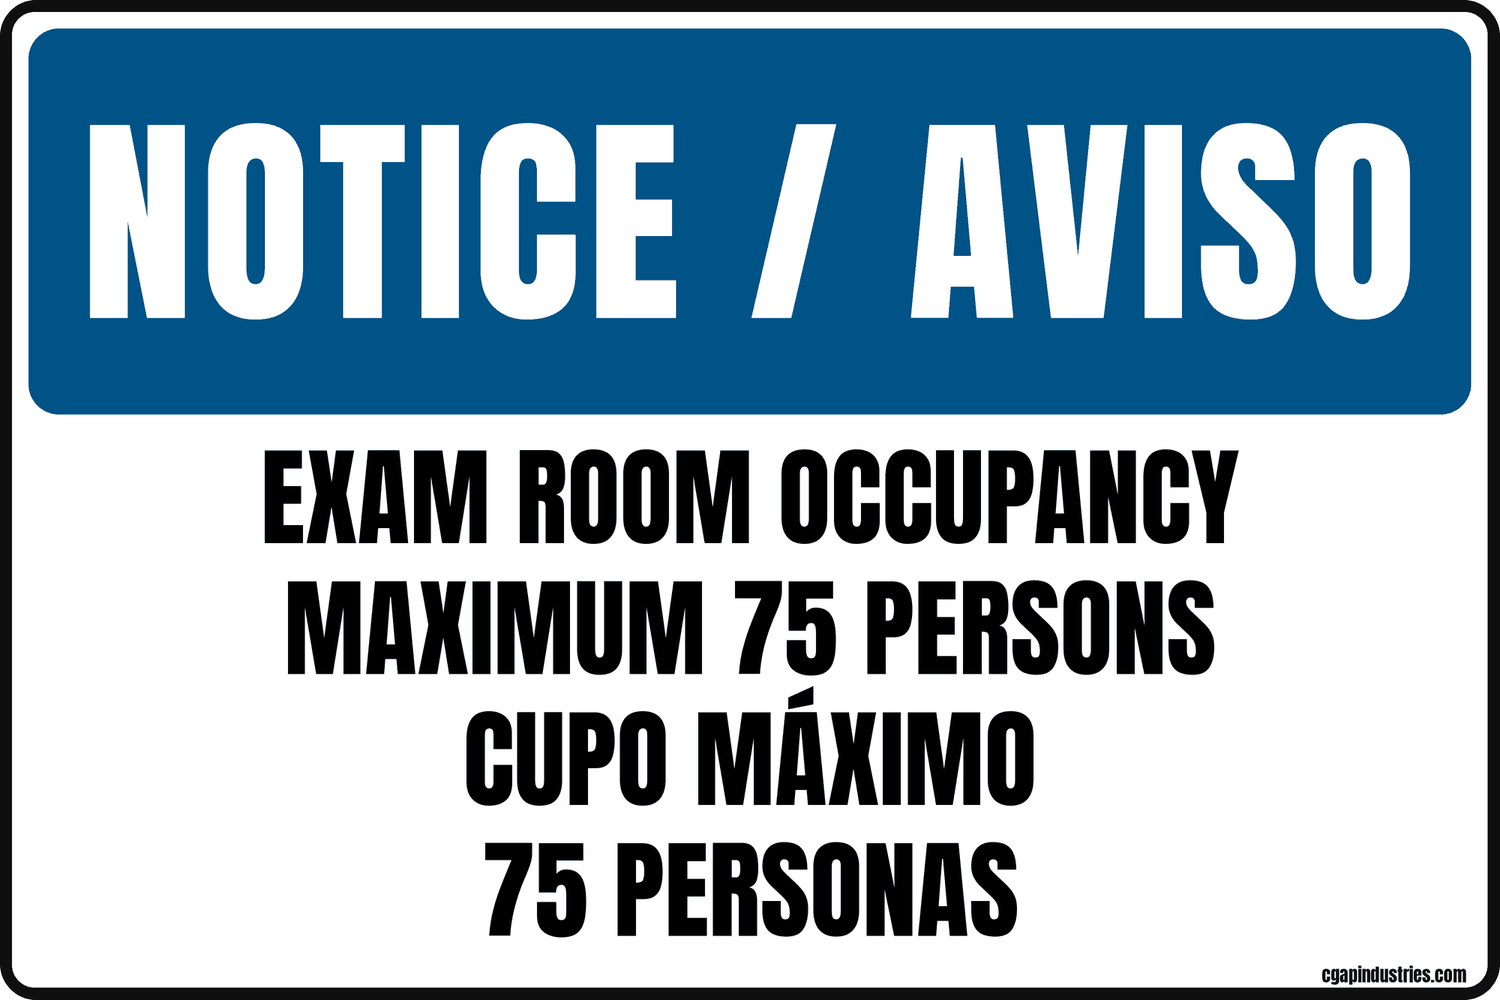 NOTICE / AVISO
EXAM ROOM OCCUPANCY
MAXIMUM 75 PERSONS
CUPO MÁXIMO
75 PERSONAS
cgapindustries.com